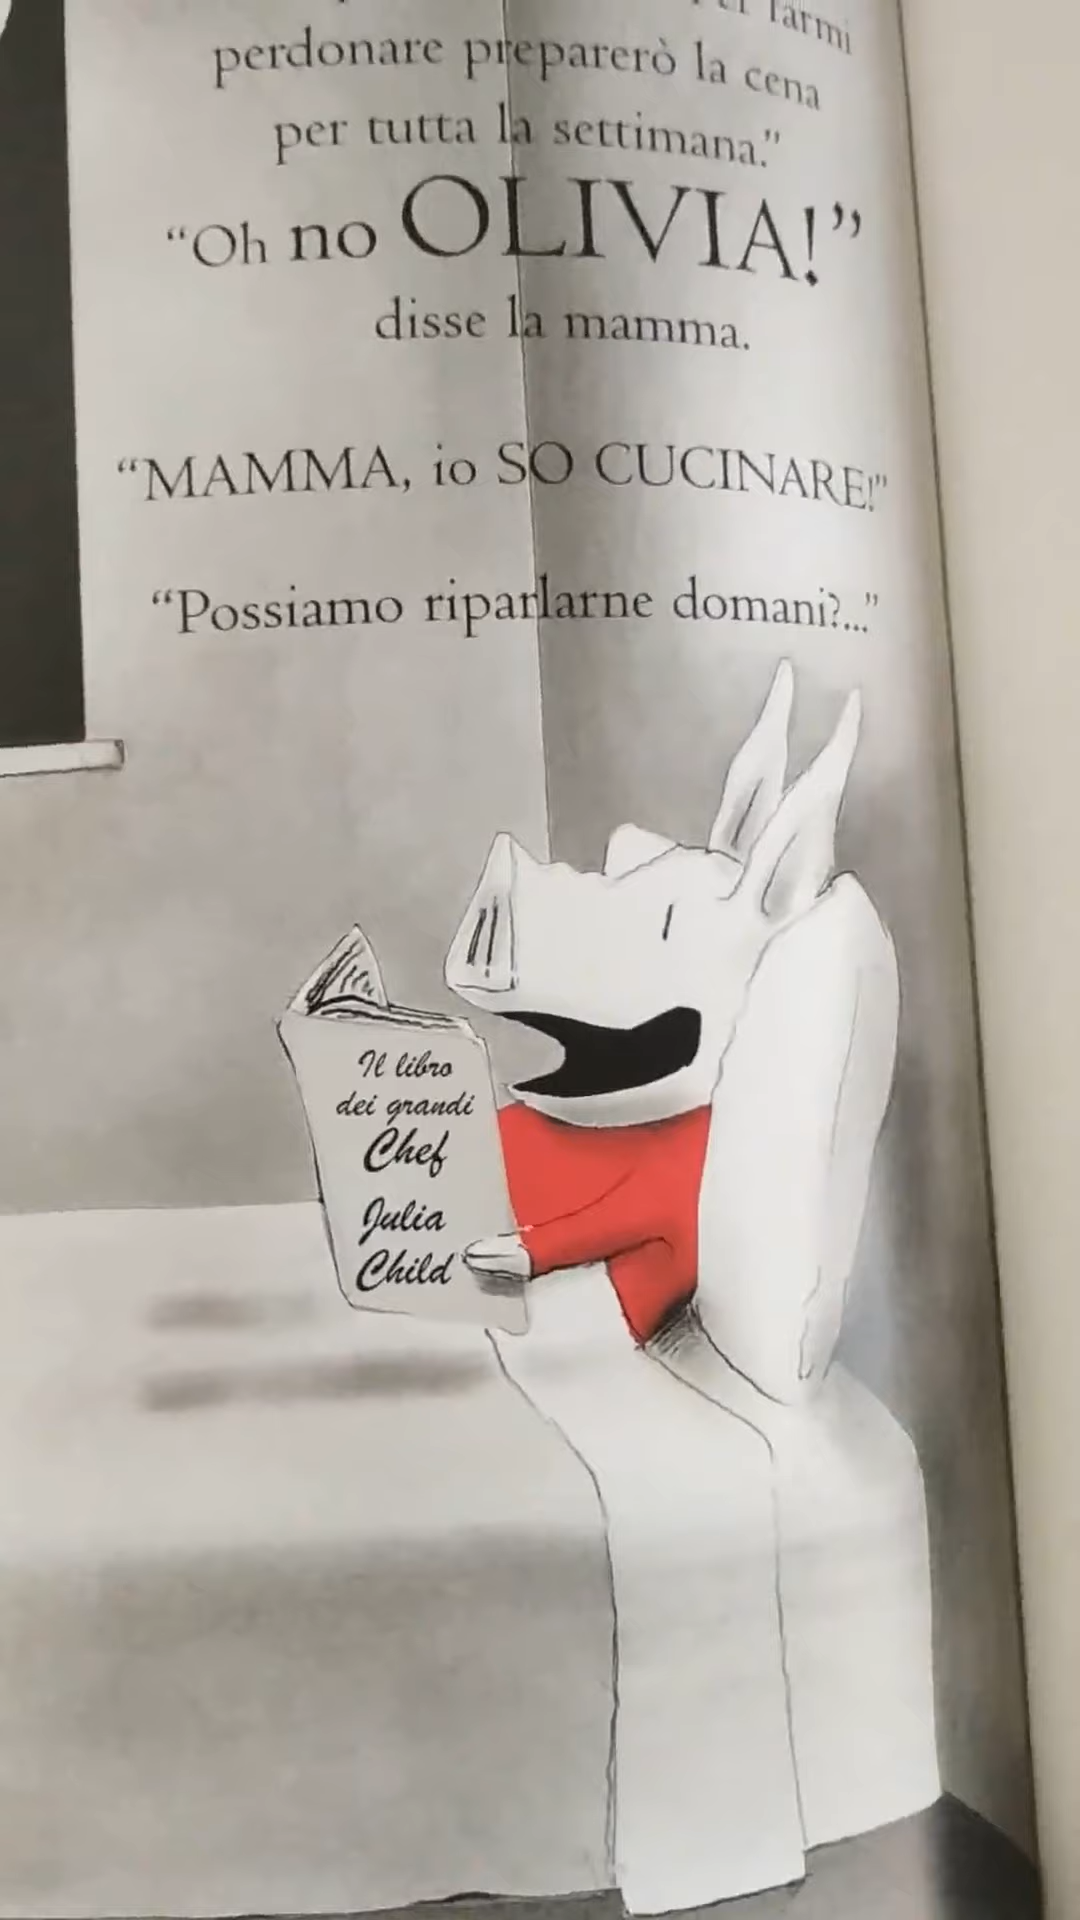 farmi
perdonare preparerò la cena
per tutta la settimana.”
“Oh no OLIVIA!”
disse la mamma.
“MAMMA, io SO CUCINARE!”
“Possiamo riparlarne domani?...”
Il libro
dei grandi
Chef
Julia
Child